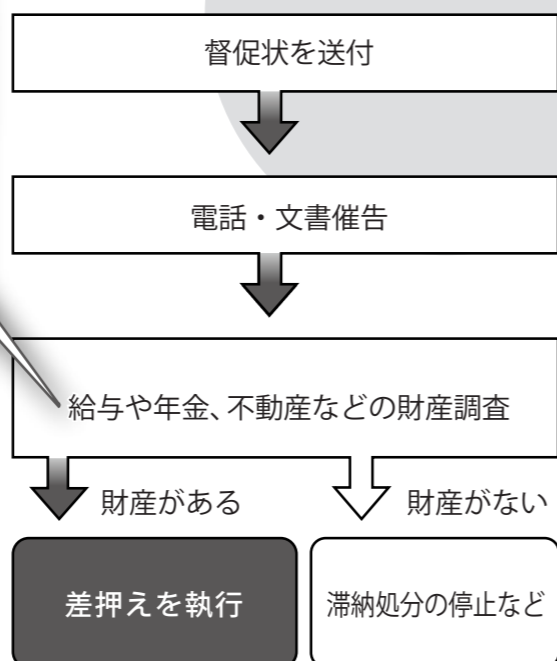 督促状を送付
電話・文書催告
給与や年金、不動産などの財産調査
財産がある
財産がない
差押えを執行
滞納処分の停止など